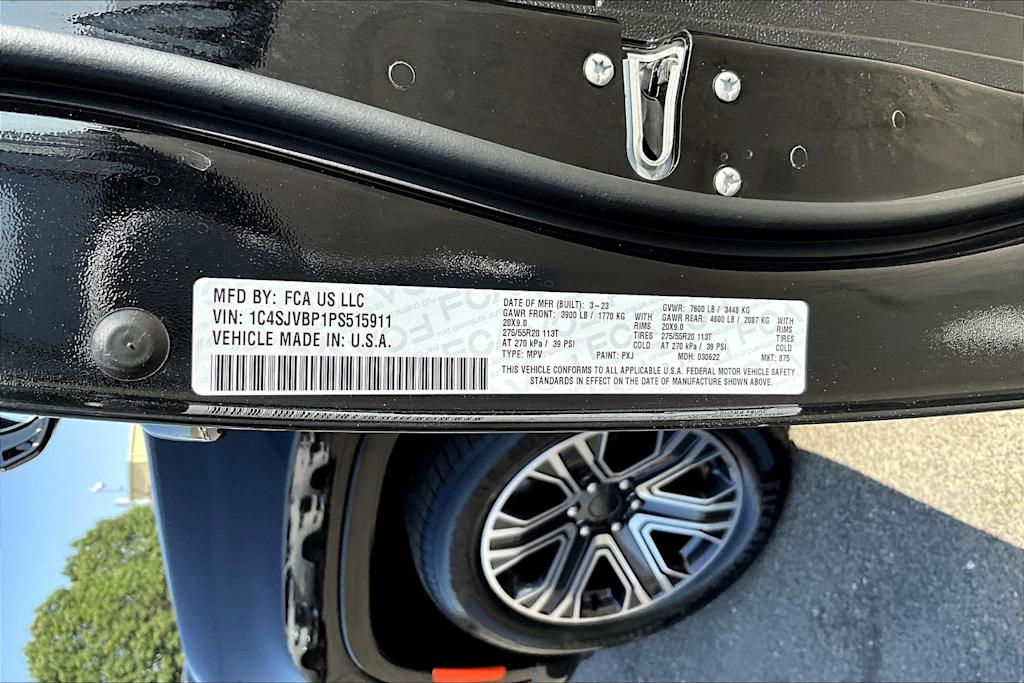 MFD BY: FCA US LLC
VIN: 1C4SJVBP1PS515911
VEHICLE MADE IN: U.S.A.
DATE OF MFR (BUILT): 3-23 GVWR: 7600 LB / 3448 KG
GAWR FRONT: 3900 LB / 1770 KG WITH GAWR REAR: 4600 LB / 2087 KG WITH
20X9.0 RIMS 20X9.0 RIMS
275/55R20 113T TIRES 275/55R20 113T TIRES
AT 270 kPa / 39 PSI COLD AT 270 kPa / 39 PSI COLD
TYPE: MPV PAINT: PXJ MDH: 030622 MKT: 875
THIS VEHICLE CONFORMS TO ALL APPLICABLE U.S.A. FEDERAL MOTOR VEHICLE SAFETY
STANDARDS IN EFFECT ON THE DATE OF MANUFACTURE SHOWN ABOVE.